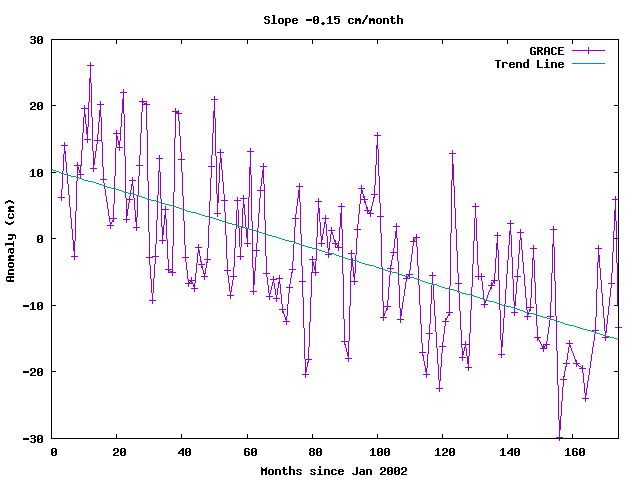 Slope -0.15 cm/month
GRACE
Trend Line
Anomaly (cm)
30
20
10
0
-10
-20
-30
0 20 40 60 80 100 120 140 160
Months since Jan 2002